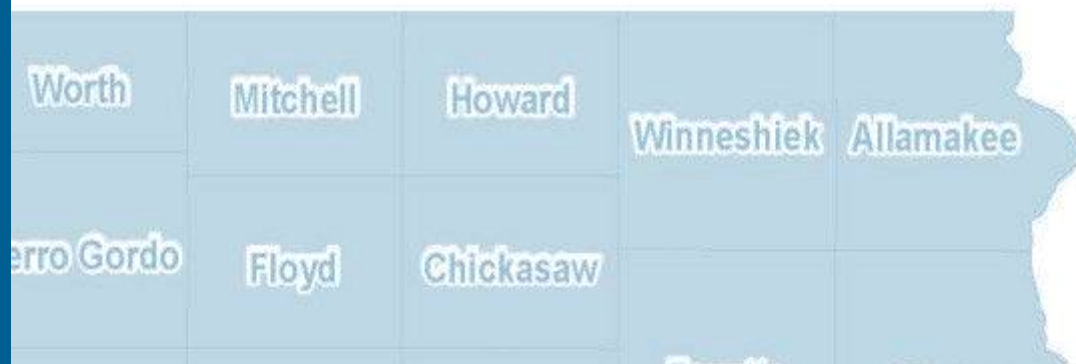 Worth
Mitchell
Howard
Winneshiek
Allamakee
erro Gordo
Floyd
Chickasaw